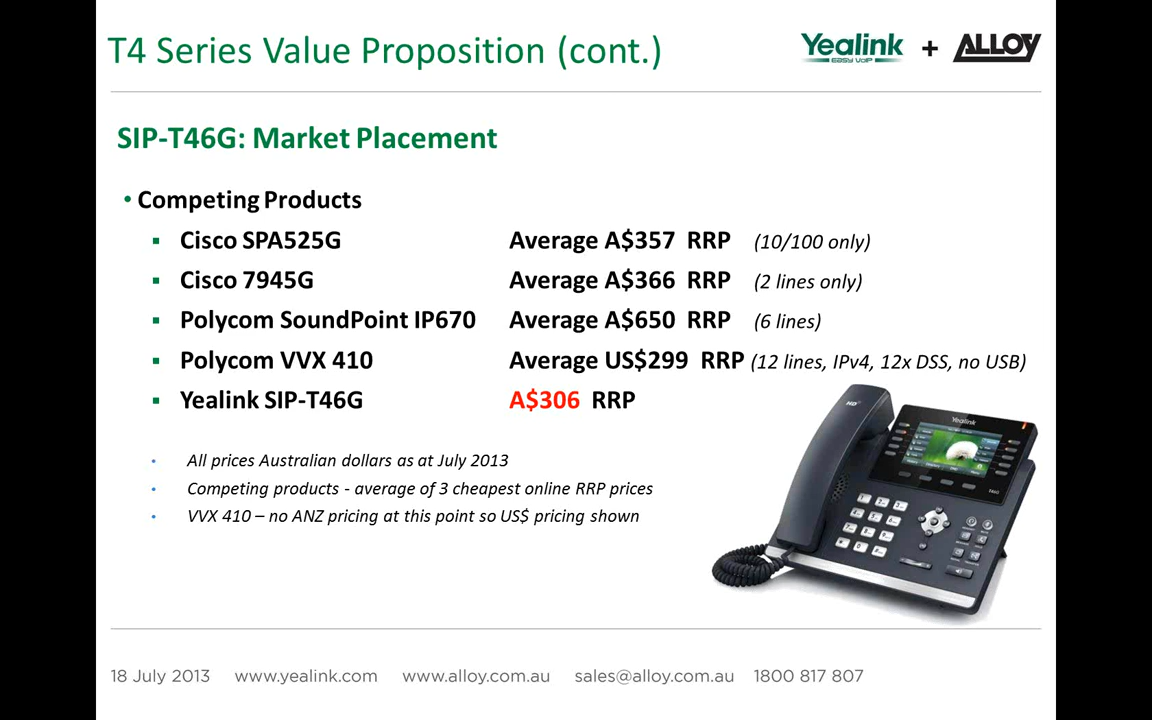 T4 Series Value Proposition (cont.)
Yealink + ALLOY
EASY VoIP
SIP-T46G: Market Placement
• Competing Products
▪ Cisco SPA525G Average A$357 RRP (10/100 only)
▪ Cisco 7945G Average A$366 RRP (2 lines only)
▪ Polycom SoundPoint IP670 Average A$650 RRP (6 lines)
▪ Polycom VVX 410 Average US$299 RRP (12 lines, IPv4, 12x DSS, no USB)
▪ Yealink SIP-T46G A$306 RRP
• All prices Australian dollars as at July 2013
• Competing products - average of 3 cheapest online RRP prices
• VVX 410 – no ANZ pricing at this point so US$ pricing shown
HD
Yealink
18 July 2013 www.yealink.com www.alloy.com.au sales@alloy.com.au 1800 817 807